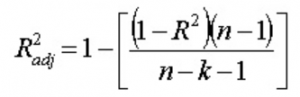 R²adj = 1 − [ (1 − R²)(n − 1) / n − k − 1 ]